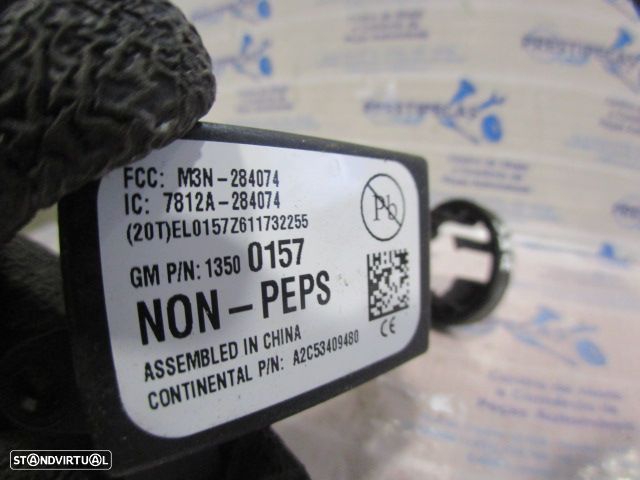 FCC: M3N-284074
IC: 7812A-284074
(20T)EL0157Z611732255
Pb
GM P/N: 1350 0157
NON-PEPS
CE
ASSEMBLED IN CHINA
CONTINENTAL P/N: A2C53409480
STANDVIRTUAL